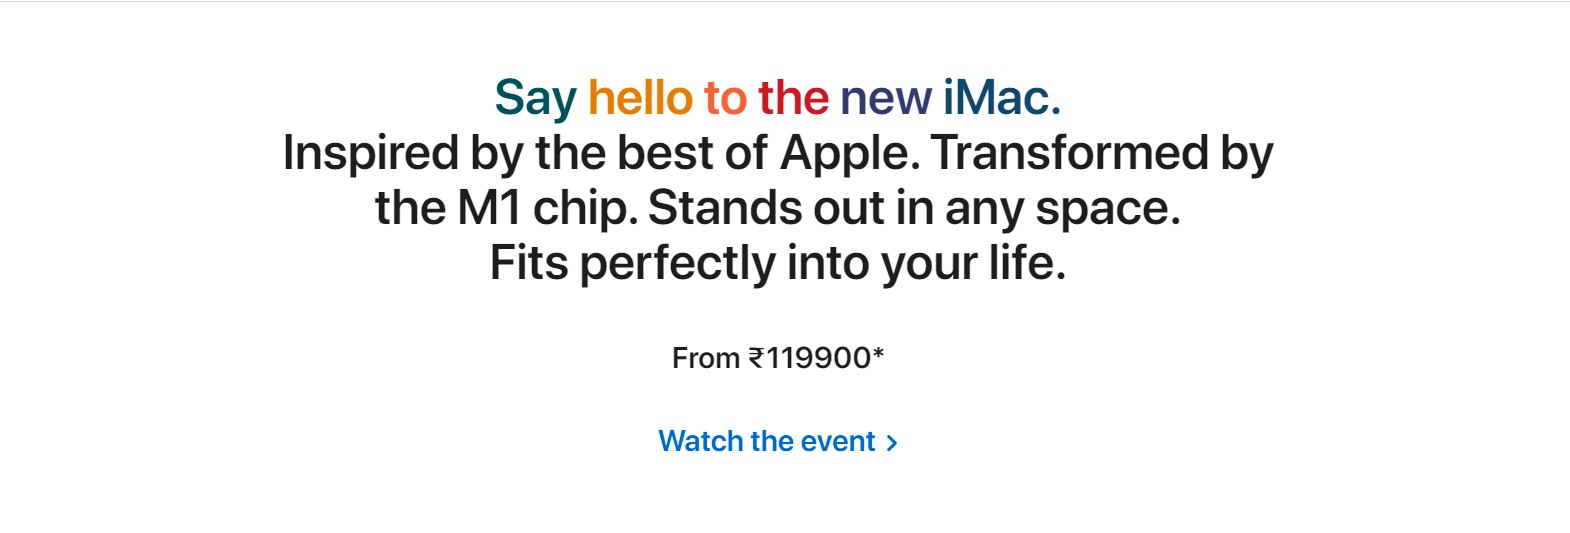 Say hello to the new iMac.
Inspired by the best of Apple. Transformed by
the M1 chip. Stands out in any space.
Fits perfectly into your life.
From ₹119900*
Watch the event >